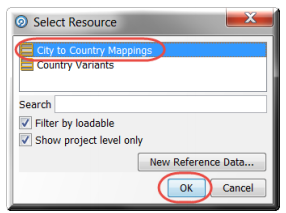 Select Resource
City to Country Mappings
Country Variants
Search
Filter by loadable
Show project level only
New Reference Data...
OK Cancel